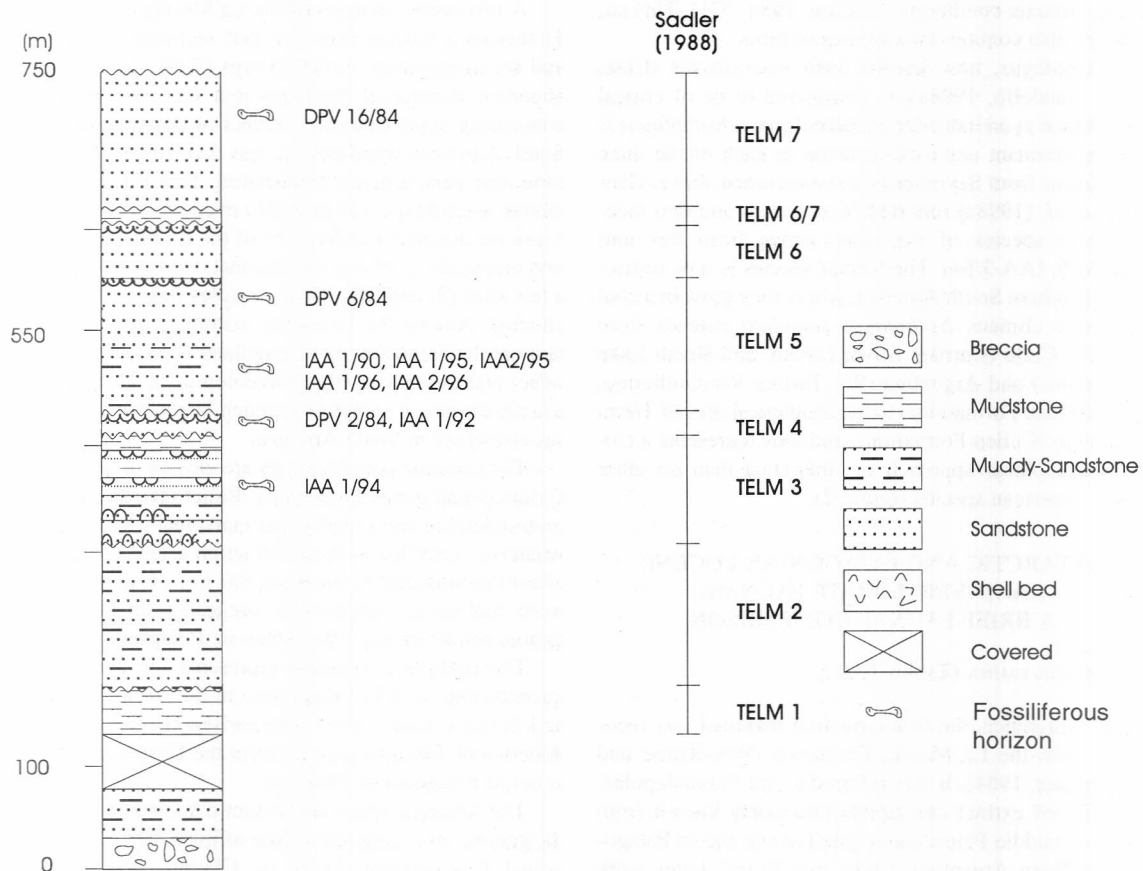 Sadler
(1988)
(m)
750
DPV 16/84
TELM 7
TELM 6/7
TELM 6
DPV 6/84
550
TELM 5
Breccia
IAA 1/90, IAA 1/95, IAA2/95
IAA 1/96, IAA 2/96
Mudstone
DPV 2/84, IAA 1/92
TELM 4
Muddy-Sandstone
IAA 1/94
TELM 3
Sandstone
Shell bed
TELM 2
Covered
TELM 1
Fossiliferous
horizon
100
0